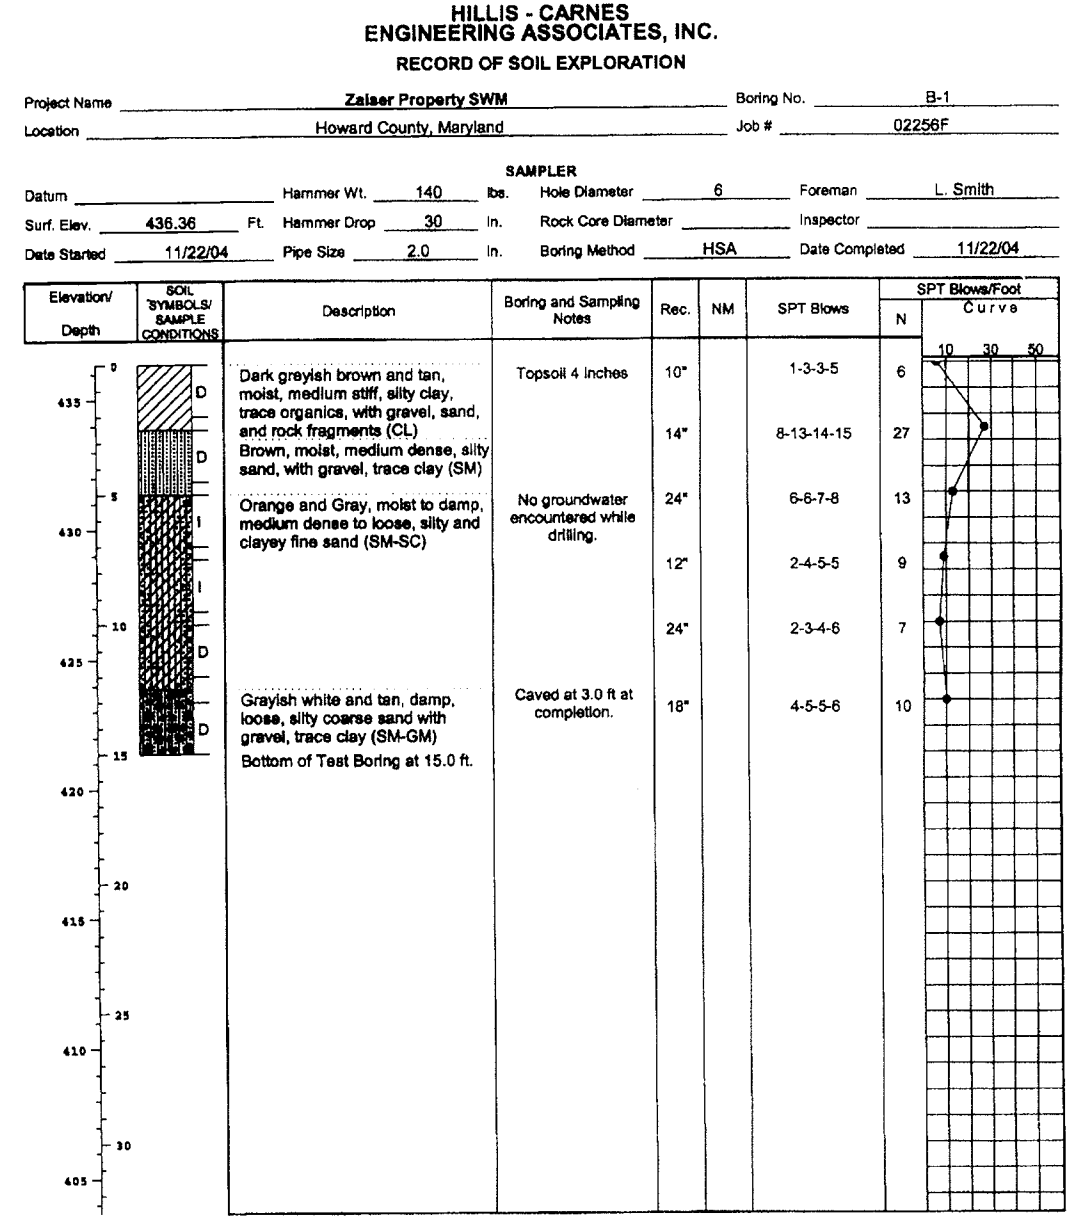 HILLIS - CARNES
ENGINEERING ASSOCIATES, INC.
RECORD OF SOIL EXPLORATION
Project Name Zaiser Property SWM Boring No. B-1
Location Howard County, Maryland Job # 02256F
SAMPLER
Datum Hammer Wt. 140 lbs. Hole Diameter 6 Foreman L. Smith
Surf. Elev. 436.36 Ft. Hammer Drop 30 In. Rock Core Diameter Inspector
Date Started 11/22/04 Pipe Size 2.0 In. Boring Method HSA Date Completed 11/22/04
Elevation/
Depth
SOIL
SYMBOLS/
SAMPLE
CONDITIONS
Description
Boring and Sampling
Notes
Rec.
NM
SPT Blows
SPT Blows/Foot
N
Curve
10 30 50
0
435
5
430
10
425
15
420
20
415
25
410
30
405
D
D
I
I
D
D
Dark greyish brown and tan,
moist, medium stiff, silty clay,
trace organics, with gravel, sand,
and rock fragments (CL)
Brown, moist, medium dense, silty
sand, with gravel, trace clay (SM)
Orange and Gray, moist to damp,
medium dense to loose, silty and
clayey fine sand (SM-SC)
Grayish white and tan, damp,
loose, silty coarse sand with
gravel, trace clay (SM-GM)
Bottom of Test Boring at 15.0 ft.
Topsoil 4 Inches
No groundwater
encountered while
drilling.
Caved at 3.0 ft at
completion.
10" 1-3-3-5 6
14" 8-13-14-15 27
24" 6-6-7-8 13
12" 2-4-5-5 9
24" 2-3-4-6 7
18" 4-5-5-6 10